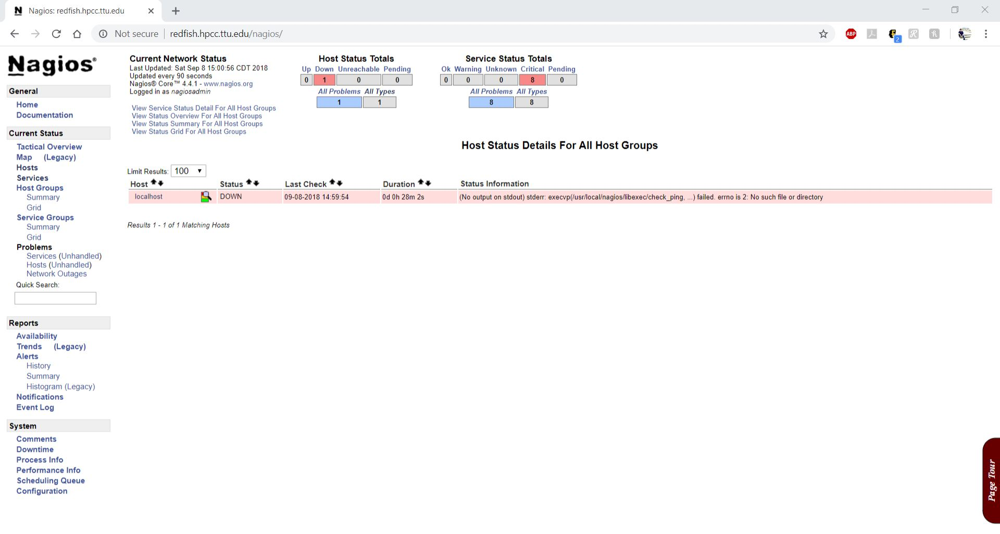 Nagios: redfish.hpcc.ttu.edu
Not secure redfish.hpcc.ttu.edu/nagios/
ABP
2
Nagios®
General
Home
Documentation
Current Status
Tactical Overview
Map (Legacy)
Hosts
Services
Host Groups
Summary
Grid
Service Groups
Summary
Grid
Problems
Services (Unhandled)
Hosts (Unhandled)
Network Outages
Quick Search:
Reports
Availability
Trends (Legacy)
Alerts
History
Summary
Histogram (Legacy)
Notifications
Event Log
System
Comments
Downtime
Process Info
Performance Info
Scheduling Queue
Configuration
Current Network Status
Last Updated: Sat Sep 8 15:00:56 CDT 2018
Updated every 90 seconds
Nagios® Core™ 4.4.1 - www.nagios.org
Logged in as nagiosadmin
View Service Status Detail For All Host Groups
View Status Overview For All Host Groups
View Status Summary For All Host Groups
View Status Grid For All Host Groups
Host Status Totals
Up Down Unreachable Pending
0 1 0 0
All Problems All Types
1 1
Service Status Totals
Ok Warning Unknown Critical Pending
0 0 0 8 0
All Problems All Types
8 8
Host Status Details For All Host Groups
Limit Results: 100
Host Status Last Check Duration Status Information
localhost DOWN 09-08-2018 14:59:54 0d 0h 28m 2s (No output on stdout) stderr: execvp(/usr/local/nagios/libexec/check_ping, ...) failed. errno is 2: No such file or directory
Results 1 - 1 of 1 Matching Hosts
Page Tour